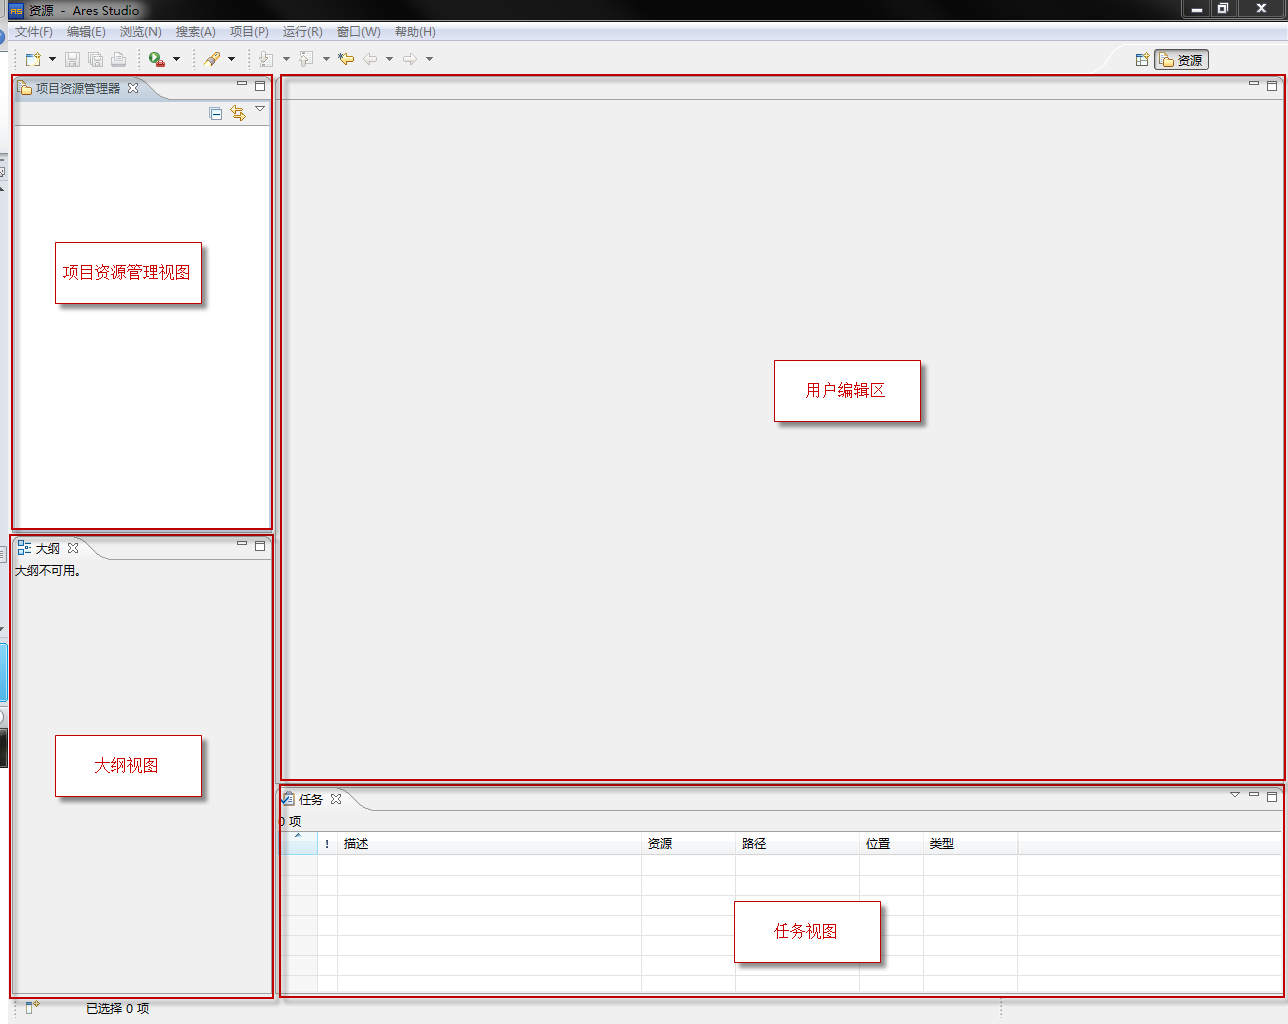 资源 - Ares Studio
文件(F) 编辑(E) 浏览(N) 搜索(A) 项目(P) 运行(R) 窗口(W) 帮助(H)
资源
项目资源管理器
项目资源管理视图
用户编辑区
大纲
大纲不可用。
大纲视图
任务
0 项
! 描述 资源 路径 位置 类型
任务视图
已选择 0 项